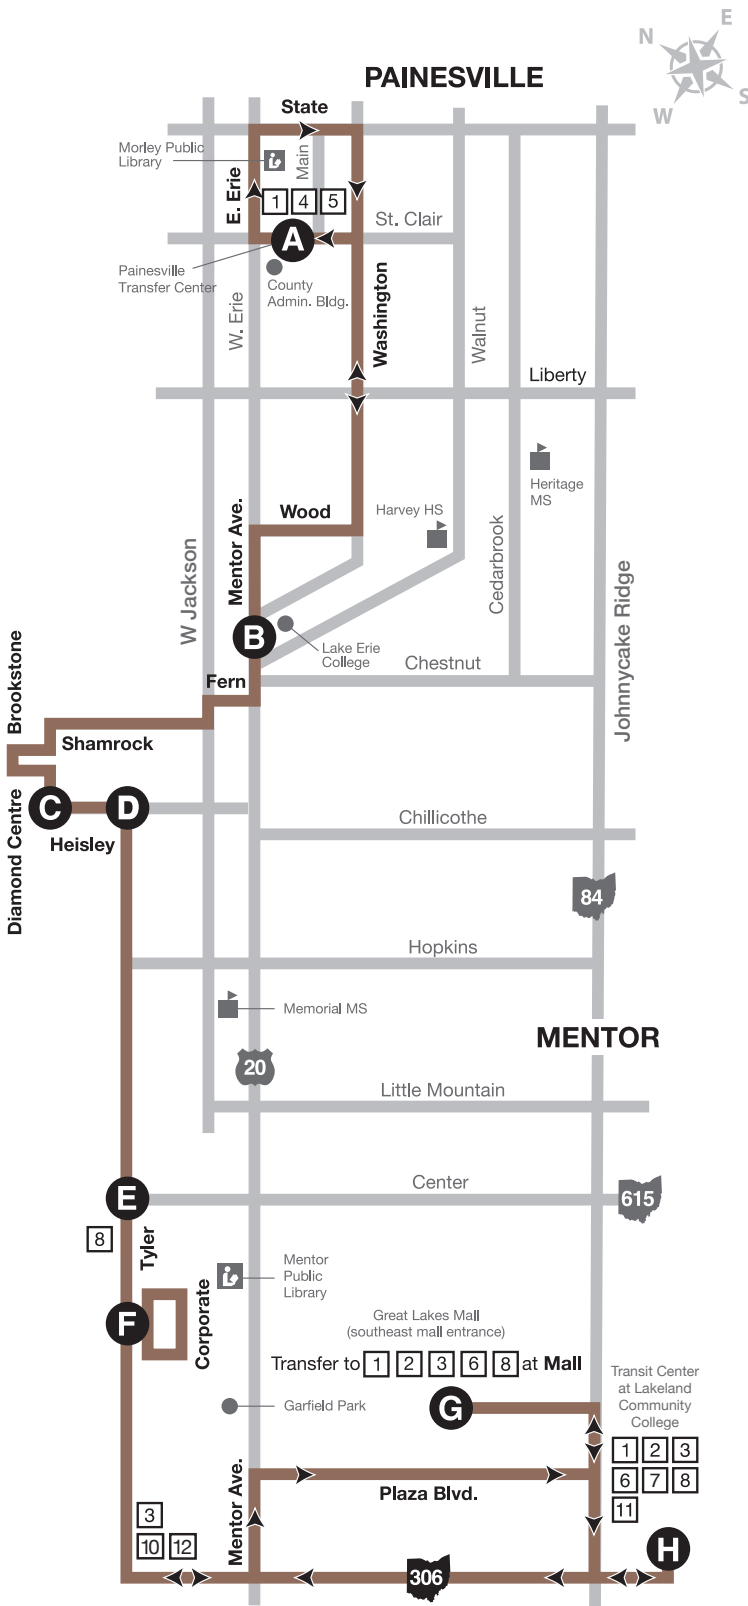 N
E
W
S
PAINESVILLE
State
Morley Public
Library
Main
E. Erie
1 4 5
St. Clair
A
Painesville
Transfer Center
County
Admin. Bldg.
W. Erie
Washington
Walnut
Liberty
Heritage
MS
Mentor Ave.
Wood
Harvey HS
W Jackson
Cedarbrook
Johnnycake Ridge
B
Lake Erie
College
Chestnut
Fern
Brookstone
Shamrock
C
D
Heisley
Diamond Centre
Chillicothe
84
Hopkins
Memorial MS
MENTOR
20
Little Mountain
E
Center
615
8
Tyler
Mentor
Public
Library
F
Corporate
Great Lakes Mall
(southeast mall entrance)
Transfer to 1 2 3 6 8 at Mall
G
Garfield Park
Transit Center
at Lakeland
Community
College
1 2 3
6 7 8
11
Mentor Ave.
Plaza Blvd.
3
10 12
306
H